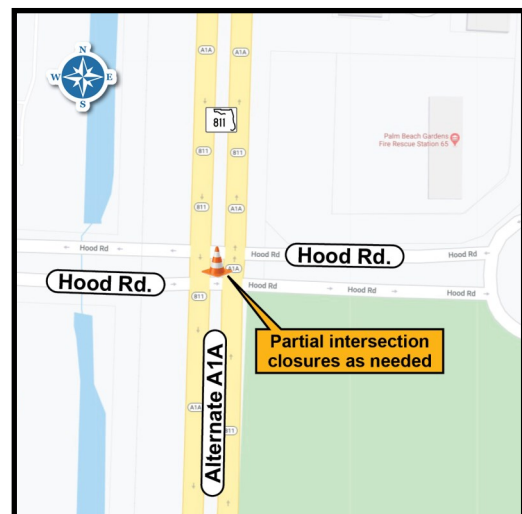 N
W E
S
A1A
A1A
811
Palm Beach Gardens
Fire Rescue Station 65
811
811
811
A1A
Hood Rd
Hood Rd
Hood Rd.
Hood Rd
A1A
Hood Rd.
Hood Rd
Hood Rd
Hood Rd
811
Partial intersection
closures as needed
Alternate A1A
A1A
811